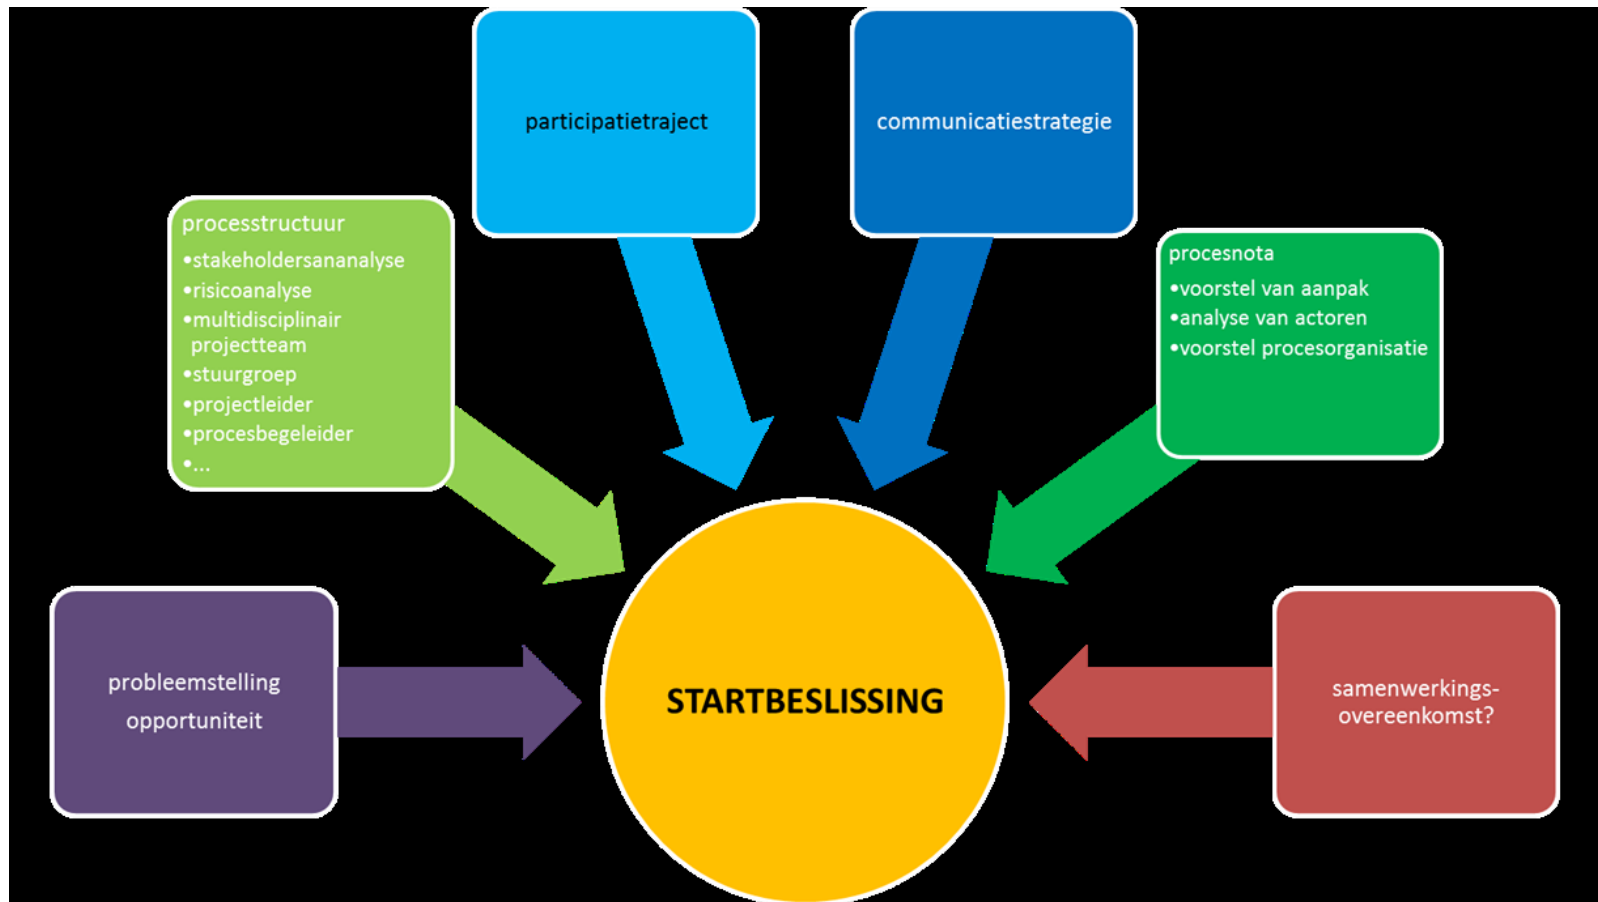 participatietraject
communicatiestrategie
processtructuur
•stakeholdersananalyse
•risicoanalyse
•multidisciplinair
projectteam
•stuurgroep
•projectleider
•procesbegeleider
•...
procesnota
•voorstel van aanpak
•analyse van actoren
•voorstel procesorganisatie
probleemstelling
opportuniteit
STARTBESLISSING
samenwerkings-
overeenkomst?